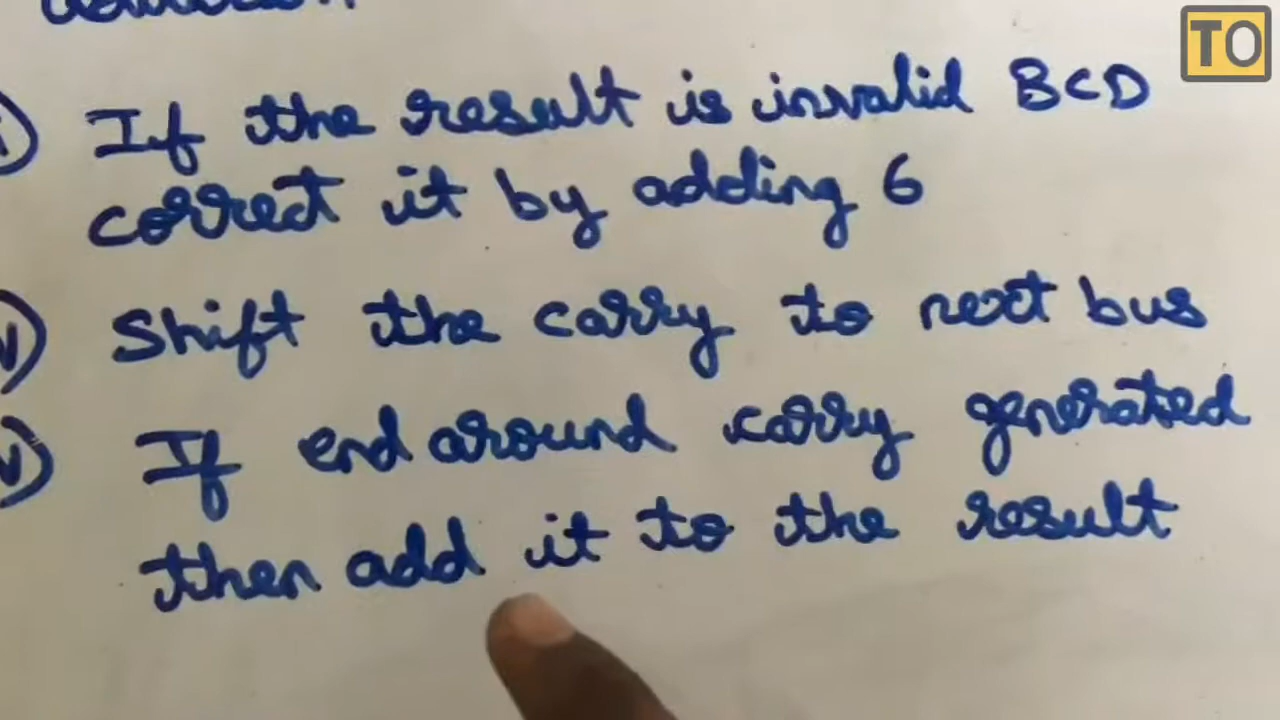 TO
If the result is invalid BCD
correct it by adding 6
Shift the carry to next bus
If end around carry generated
then add it to the result